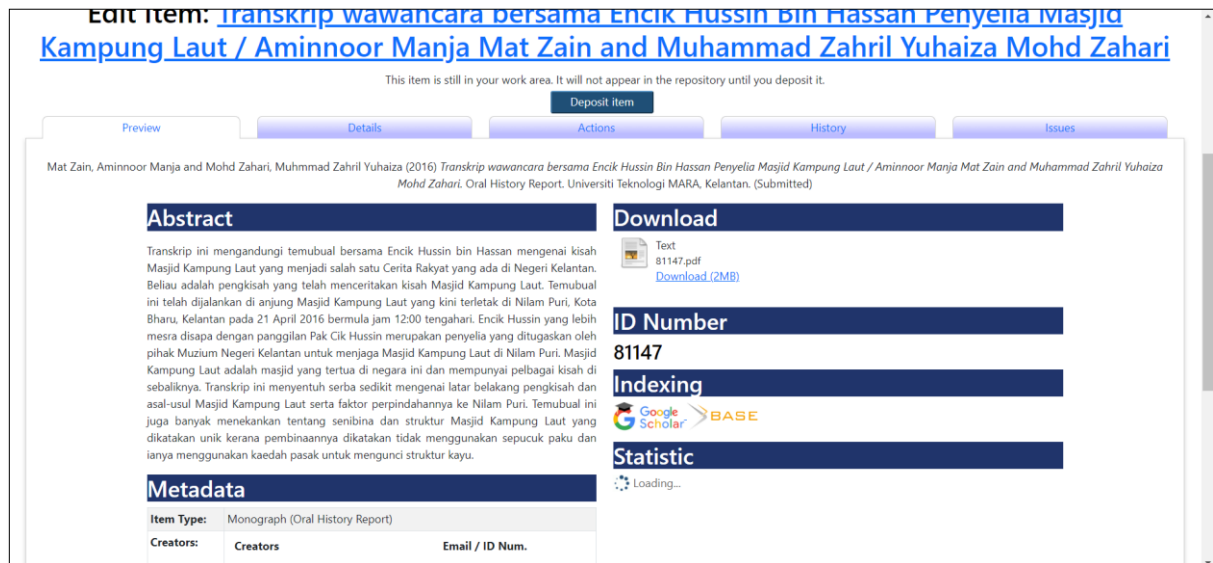 Edit Item: Transkrip wawancara bersama Encik Hussin Bin Hassan Penyelia Masjid
Kampung Laut / Aminnoor Manja Mat Zain and Muhammad Zahril Yuhaiza Mohd Zahari
This item is still in your work area. It will not appear in the repository until you deposit it.
Deposit item
Preview
Details
Actions
History
Issues
Mat Zain, Aminnoor Manja and Mohd Zahari, Muhmmad Zahril Yuhaiza (2016) Transkrip wawancara bersama Encik Hussin Bin Hassan Penyelia Masjid Kampung Laut / Aminnoor Manja Mat Zain and Muhammad Zahril Yuhaiza
Mohd Zahari. Oral History Report. Universiti Teknologi MARA, Kelantan. (Submitted)
Abstract
Transkrip ini mengandungi temubual bersama Encik Hussin bin Hassan mengenai kisah
Masjid Kampung Laut yang menjadi salah satu Cerita Rakyat yang ada di Negeri Kelantan.
Beliau adalah pengkisah yang telah menceritakan kisah Masjid Kampung Laut. Temubual
ini telah dijalankan di anjung Masjid Kampung Laut yang kini terletak di Nilam Puri, Kota
Bharu, Kelantan pada 21 April 2016 bermula jam 12:00 tengahari. Encik Hussin yang lebih
mesra disapa dengan panggilan Pak Cik Hussin merupakan penyelia yang ditugaskan oleh
pihak Muzium Negeri Kelantan untuk menjaga Masjid Kampung Laut di Nilam Puri. Masjid
Kampung Laut adalah masjid yang tertua di negara ini dan mempunyai pelbagai kisah di
sebaliknya. Transkrip ini menyentuh serba sedikit mengenai latar belakang pengkisah dan
asal-usul Masjid Kampung Laut serta faktor perpindahannya ke Nilam Puri. Temubual ini
juga banyak menekankan tentang senibina dan struktur Masjid Kampung Laut yang
dikatakan unik kerana pembinaannya dikatakan tidak menggunakan sepucuk paku dan
ianya menggunakan kaedah pasak untuk mengunci struktur kayu.
Metadata
Item Type: Monograph (Oral History Report)
Creators: Creators Email / ID Num.
Download
Text
81147.pdf
Download (2MB)
ID Number
81147
Indexing
Google Scholar BASE
Statistic
Loading...